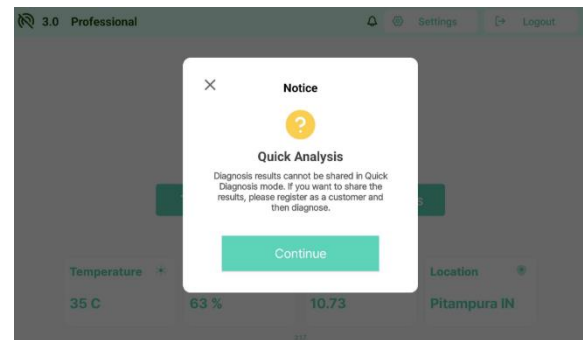 3.0 Professional
Settings
Logout
Notice
Quick Analysis
Diagnosis results cannot be shared in Quick
Diagnosis mode. If you want to share the
results, please register as a customer and
then diagnose.
Continue
Temperature
Location
35 C
63 %
10.73
Pitampura IN